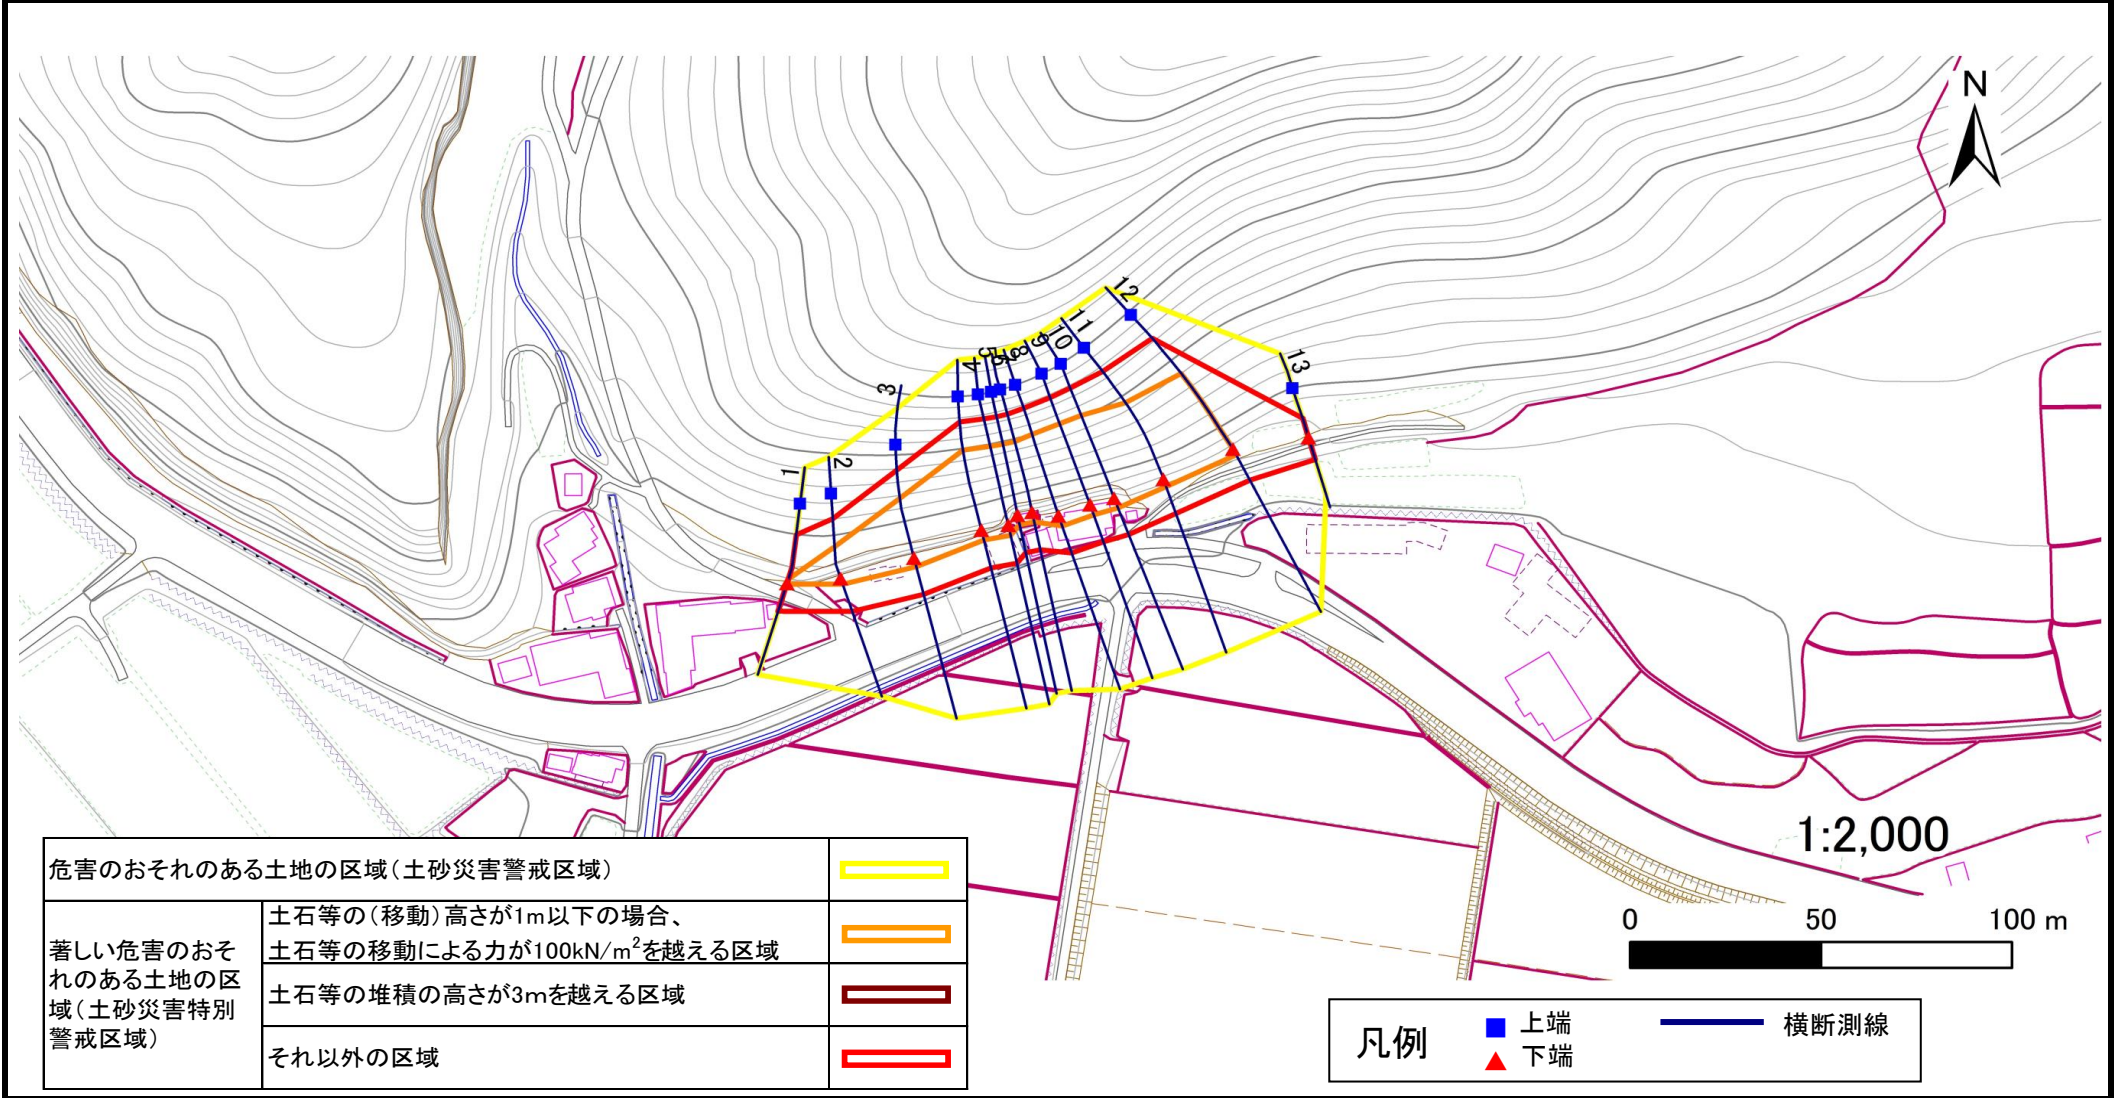 N
12
11
10
9
8
7
6
5
4
3
13
1
2
1:2,000
0 50 100 m
危害のおそれのある土地の区域(土砂災害警戒区域)
著しい危害のおそ
れのある土地の区
域(土砂災害特別
警戒区域)
土石等の(移動)高さが1m以下の場合、
土石等の移動による力が100kN/m²を越える区域
土石等の堆積の高さが3mを越える区域
それ以外の区域
凡例
上端
下端
横断測線